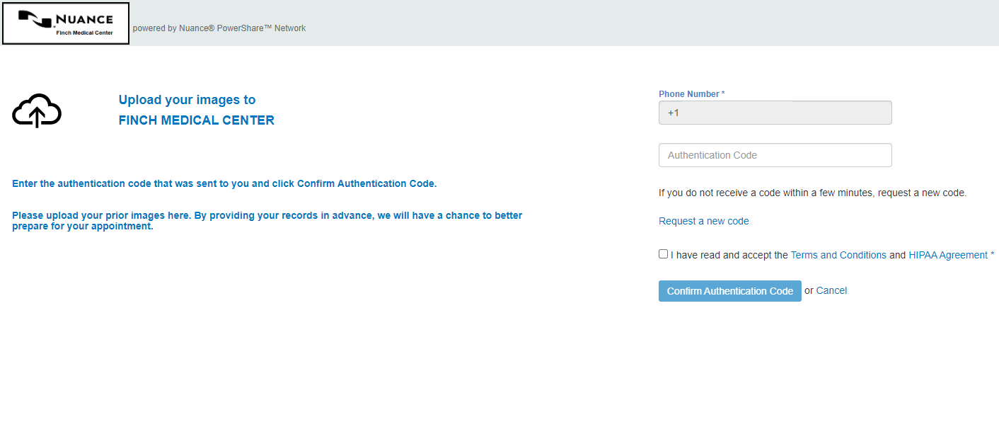 NUANCE
Finch Medical Center
powered by Nuance® PowerShare™ Network
Upload your images to
FINCH MEDICAL CENTER
Enter the authentication code that was sent to you and click Confirm Authentication Code.
Please upload your prior images here. By providing your records in advance, we will have a chance to better
prepare for your appointment.
Phone Number *
+1
Authentication Code
If you do not receive a code within a few minutes, request a new code.
Request a new code
I have read and accept the Terms and Conditions and HIPAA Agreement *
Confirm Authentication Code or Cancel